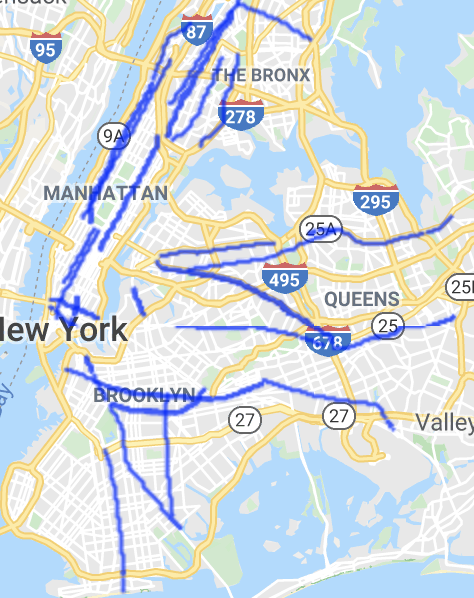 95
87
THE BRONX
278
9A
MANHATTAN
295
25A
495
QUEENS
New York
25
678
BROOKLYN
27
27
Valley